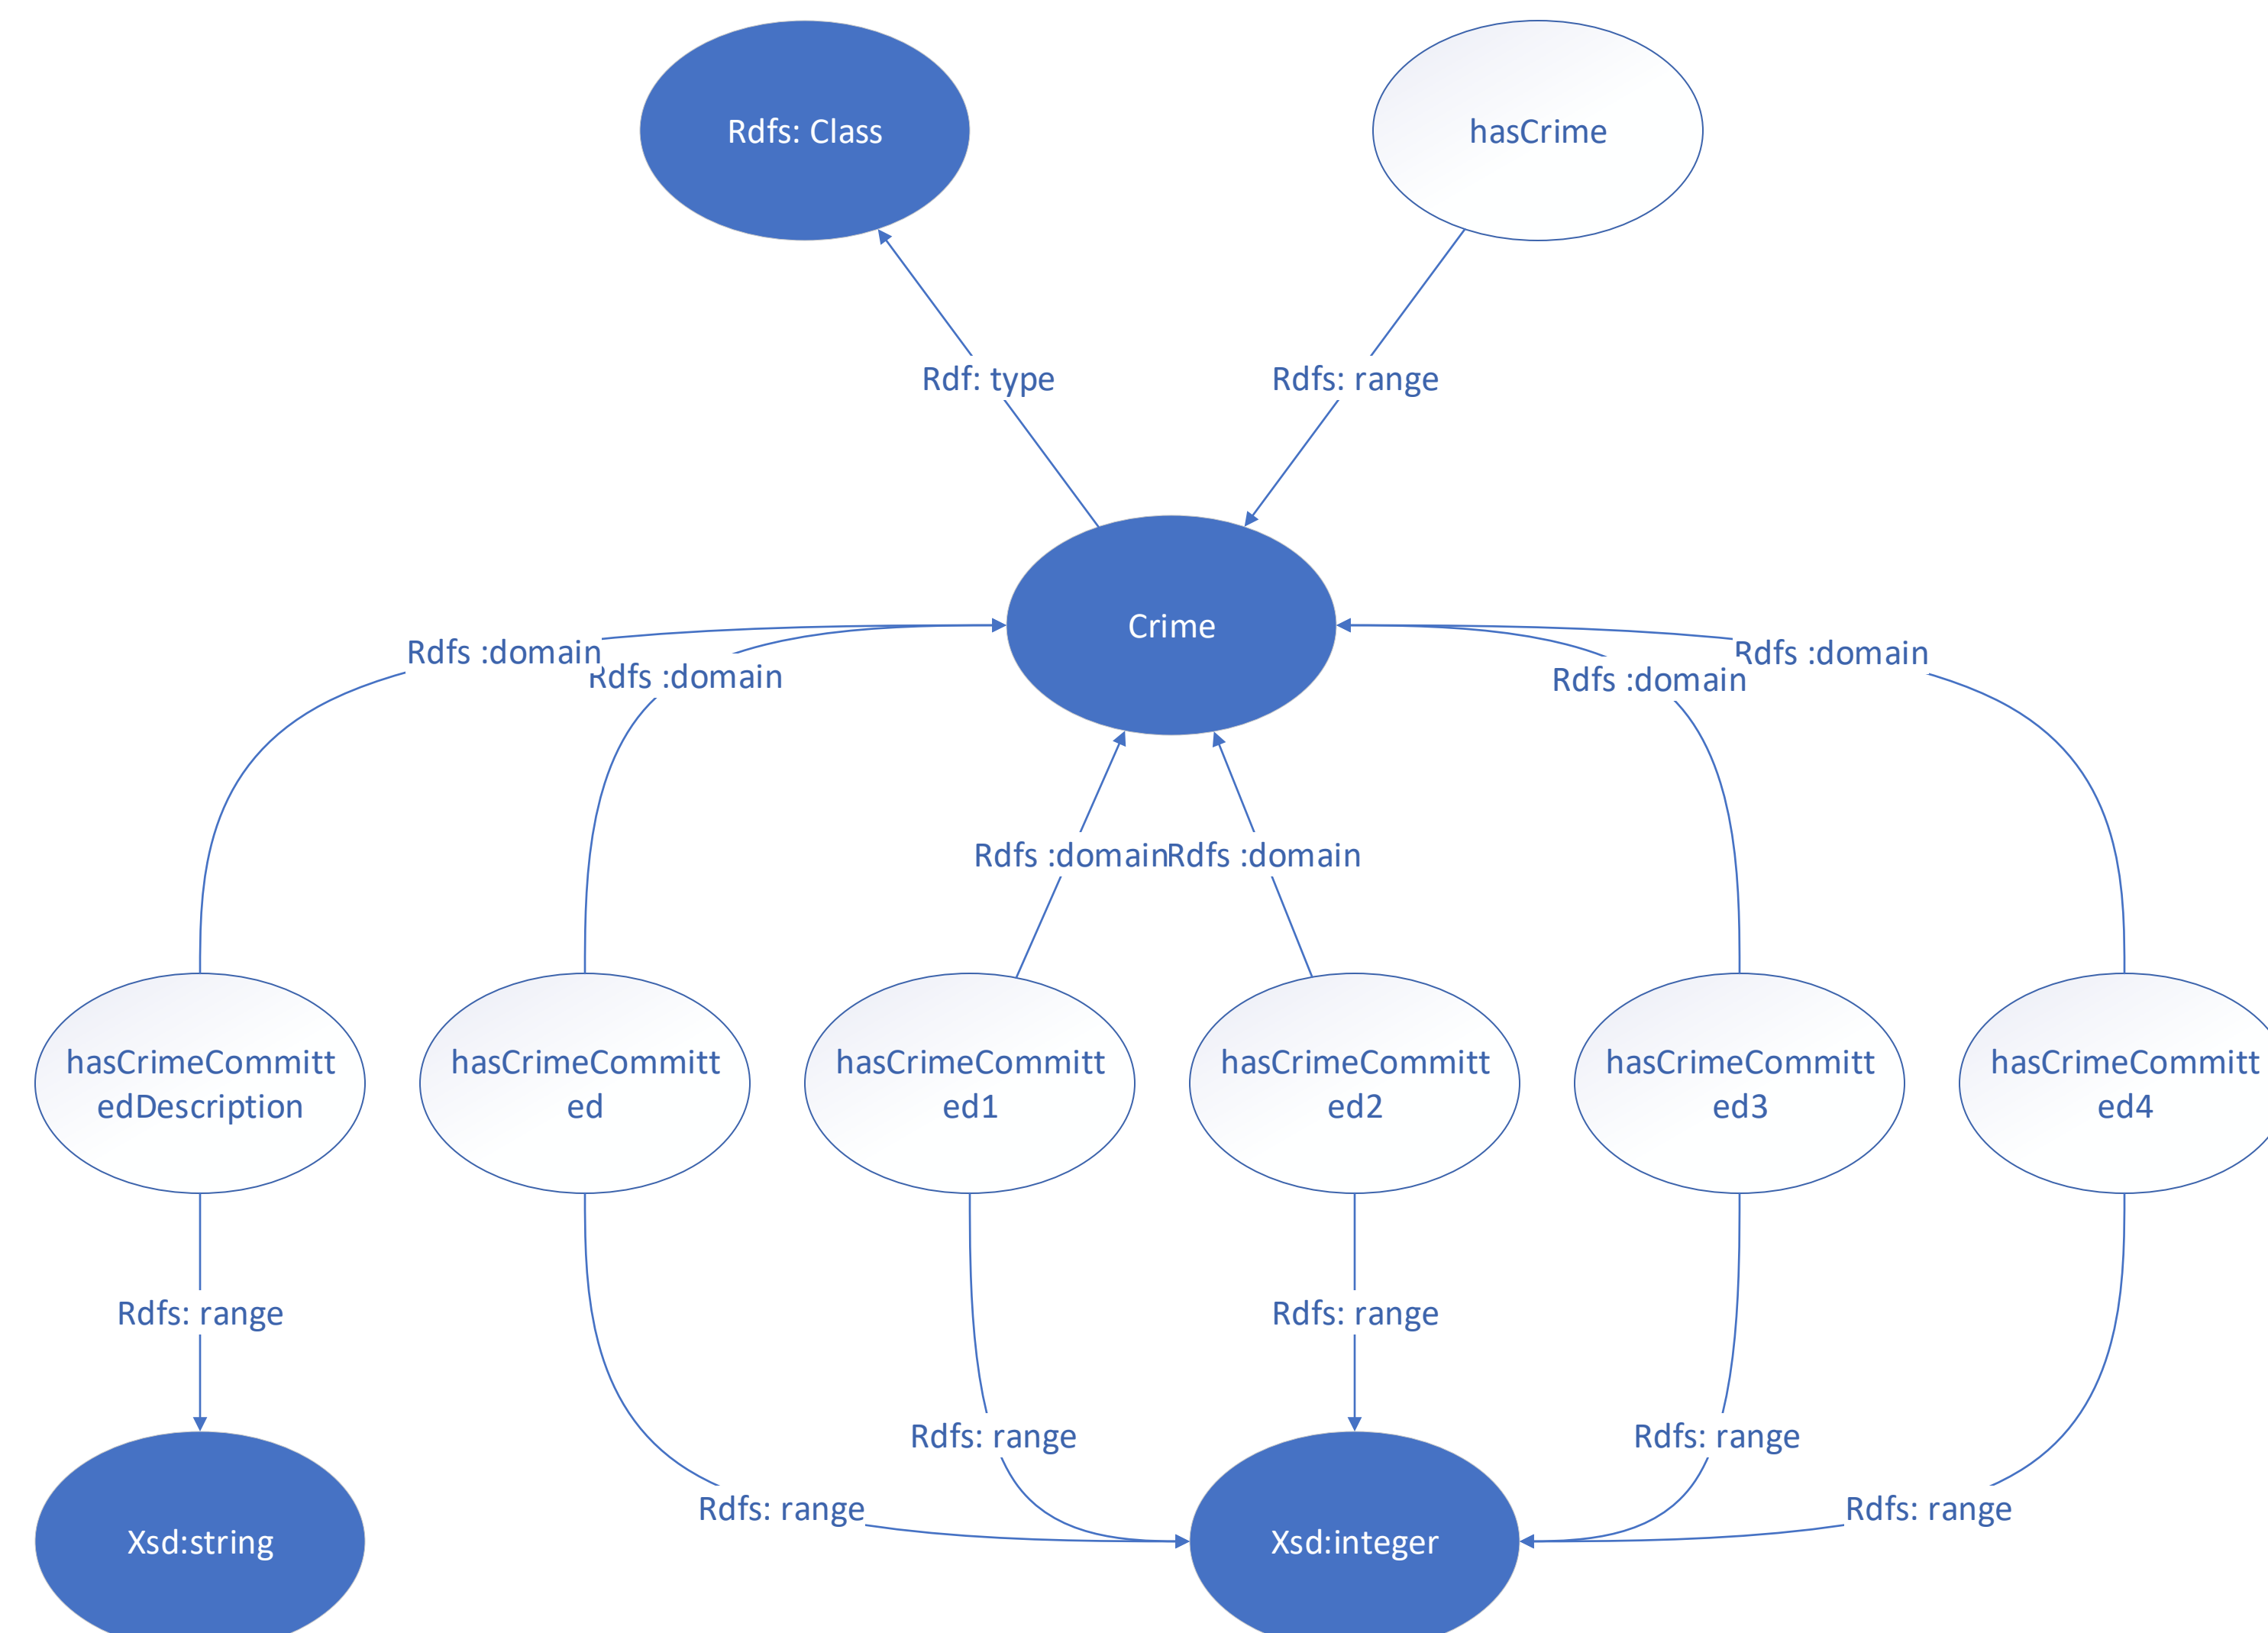 Rdfs: Class
hasCrime
Rdf: type
Rdfs: range
Crime
Rdfs :domain
Rdfs :domain
Rdfs :domain
Rdfs :domain
Rdfs :domain
Rdfs :domain
hasCrimeCommitt
edDescription
hasCrimeCommitt
ed
hasCrimeCommitt
ed1
hasCrimeCommitt
ed2
hasCrimeCommitt
ed3
hasCrimeCommitt
ed4
Rdfs: range
Rdfs: range
Rdfs: range
Rdfs: range
Rdfs: range
Rdfs: range
Xsd:string
Xsd:integer